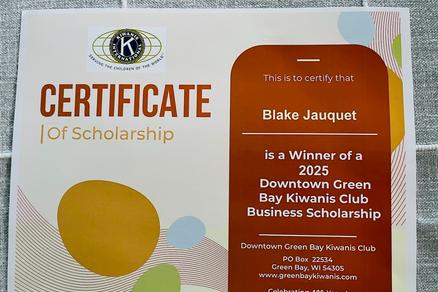 KIWANIS
INTERNATIONAL
K
SERVING THE CHILDREN OF THE WORLD
CERTIFICATE
Of Scholarship
This is to certify that
Blake Jauquet
is a Winner of a
2025
Downtown Green
Bay Kiwanis Club
Business Scholarship
Downtown Green Bay Kiwanis Club
PO Box 22534
Green Bay, WI 54305
www.greenbaykiwanis.com